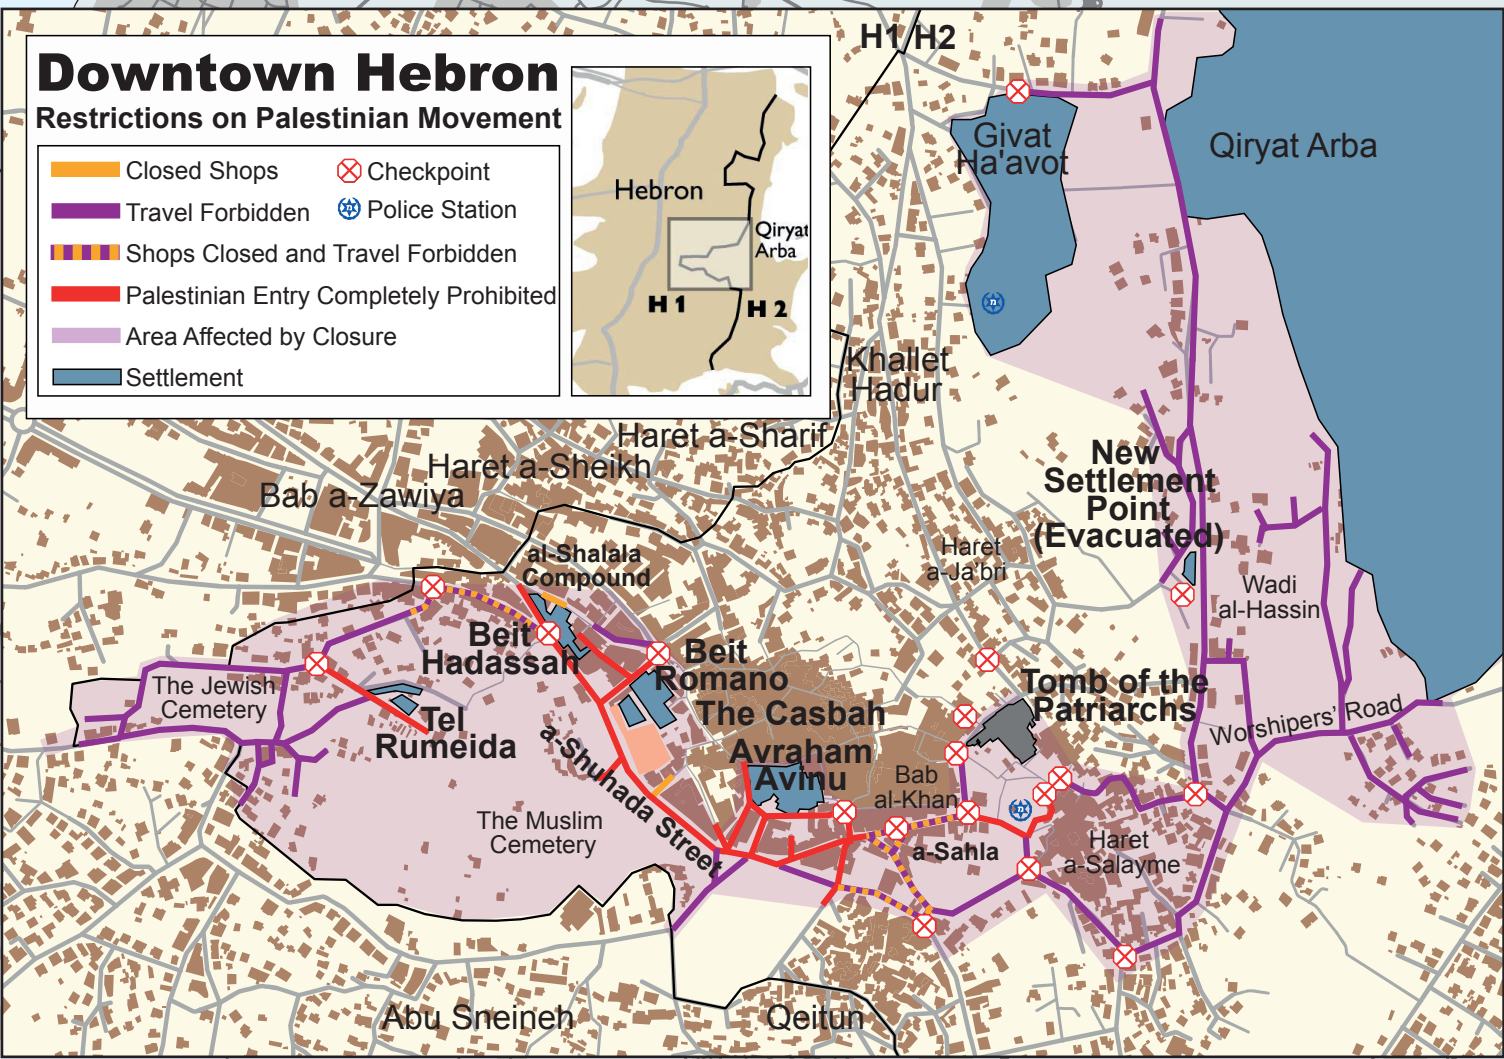 Downtown Hebron
Restrictions on Palestinian Movement
Closed Shops
Travel Forbidden
Shops Closed and Travel Forbidden
Palestinian Entry Completely Prohibited
Area Affected by Closure
Settlement
Checkpoint
Police Station
Hebron
Qiryat
Arba
H 1
H 2
H1
H2
Givat
Ha'avot
Qiryat Arba
Khallet
Hadur
Haret a-Sharif
Haret a-Sheikh
Bab a-Zawiya
New
Settlement
Point
(Evacuated)
al-Shalala
Compound
Haret
a-Ja'bri
Wadi
al-Hassin
Beit
Hadassah
Beit
Romano
The Jewish
Cemetery
Tel
Rumeida
The Casbah
Tomb of the
Patriarchs
Worshipers' Road
Avraham
Avinu
a-Shuhada Street
Bab
al-Khan
The Muslim
Cemetery
a-Sahla
Haret
a-Salayme
Abu Sneineh
Qeitun